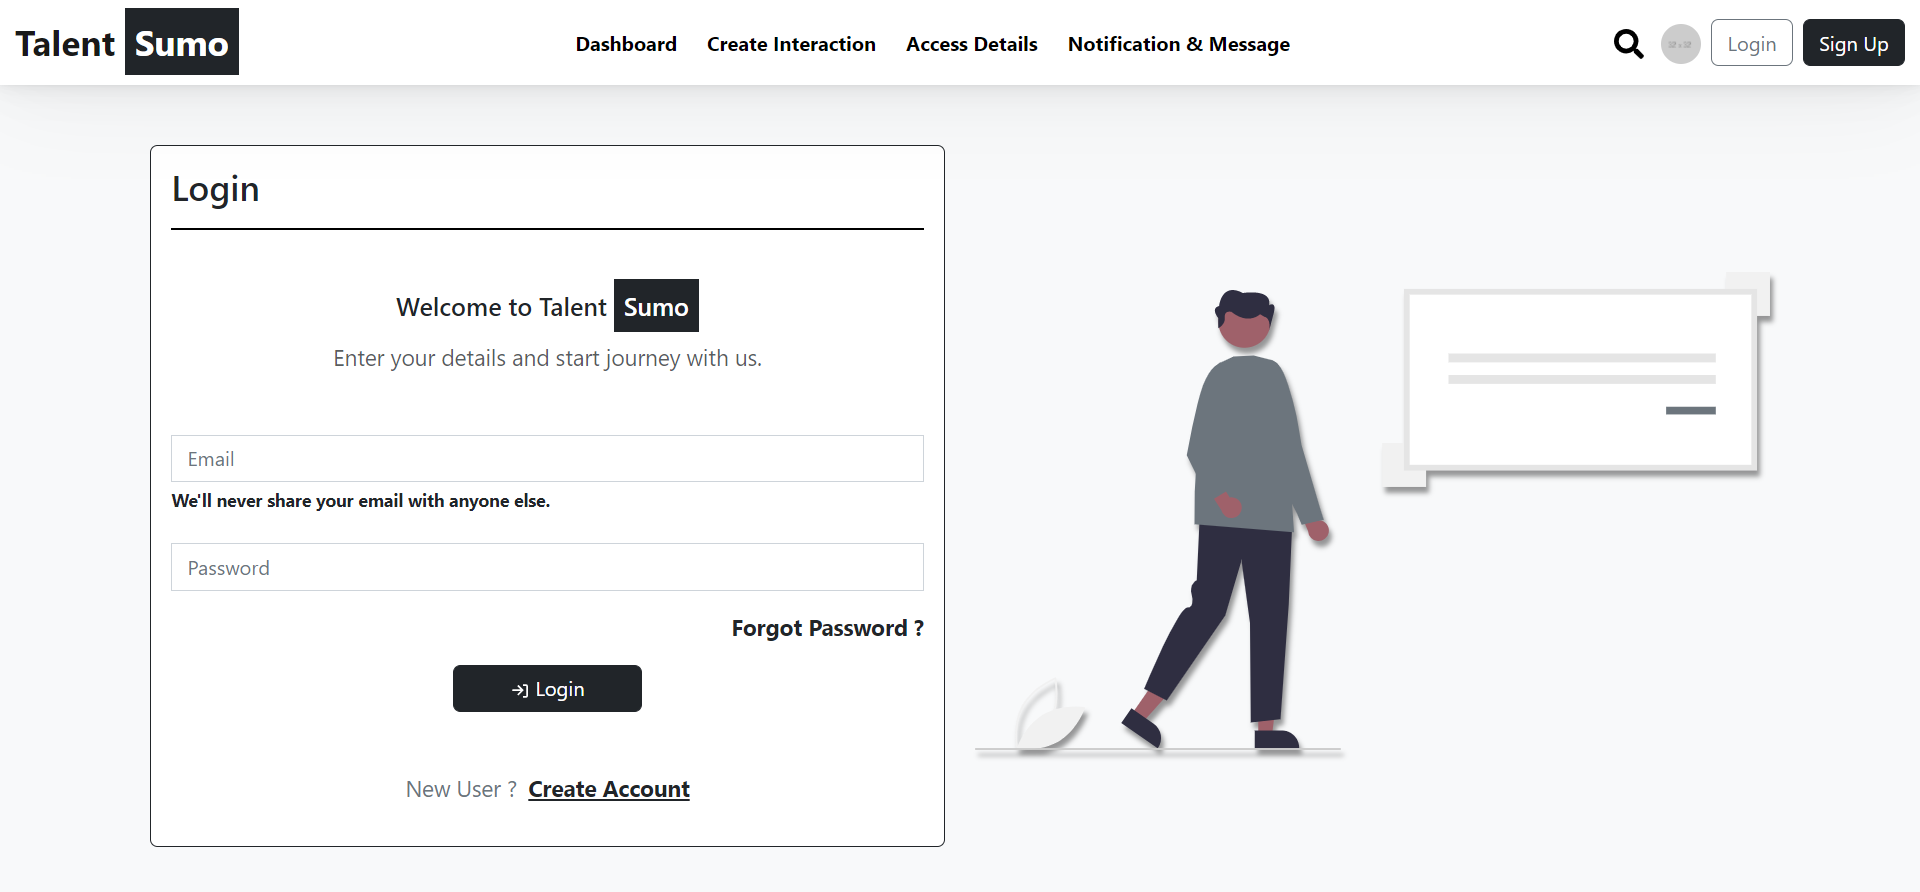 Talent Sumo
Dashboard Create Interaction Access Details Notification & Message
Login Sign Up
Login
Welcome to Talent Sumo
Enter your details and start journey with us.
Email
We'll never share your email with anyone else.
Password
Forgot Password ?
Login
New User ? Create Account